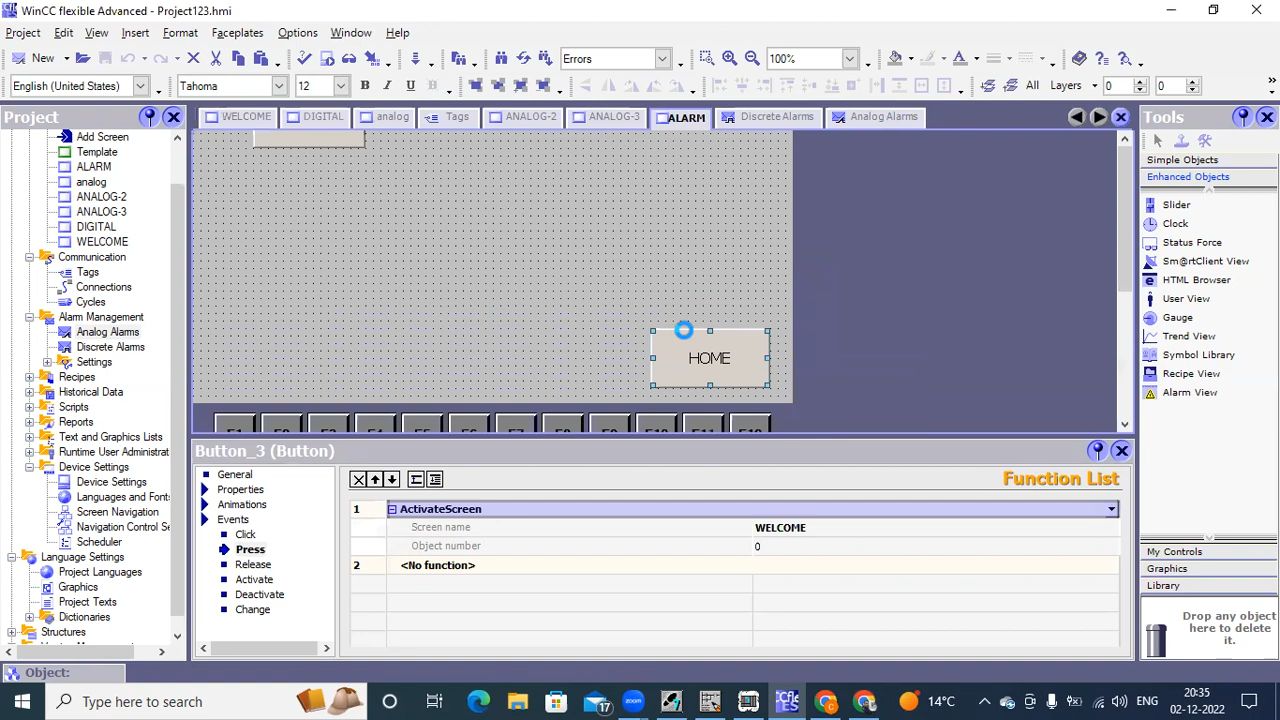 WinCC flexible Advanced - Project123.hmi
Project Edit View Insert Format Faceplates Options Window Help
New Errors 100%
English (United States) Tahoma 12 B I U A All Layers 0 0
Project
Add Screen
Template
ALARM
analog
ANALOG-2
ANALOG-3
DIGITAL
WELCOME
Communication
Tags
Connections
Cycles
Alarm Management
Analog Alarms
Discrete Alarms
Settings
Recipes
Historical Data
Scripts
Reports
Text and Graphics Lists
Runtime User Administrat
Device Settings
Device Settings
Languages and Fonts
Screen Navigation
Navigation Control Se
Scheduler
Language Settings
Project Languages
Graphics
Project Texts
Dictionaries
Structures
Object:
WELCOME DIGITAL analog Tags ANALOG-2 ANALOG-3 ALARM Discrete Alarms Analog Alarms
HOME
Button_3 (Button)
General
Properties
Animations
Events
Click
Press
Release
Activate
Deactivate
Change
Function List
1 ActivateScreen
Screen name WELCOME
Object number 0
2 <No function>
Tools
Simple Objects
Enhanced Objects
Slider
Clock
Status Force
Sm@rtClient View
HTML Browser
User View
Gauge
Trend View
Symbol Library
Recipe View
Alarm View
My Controls
Graphics
Library
Drop any object
here to delete
it.
Type here to search
zoom
17
14°C
ENG
20:35
02-12-2022